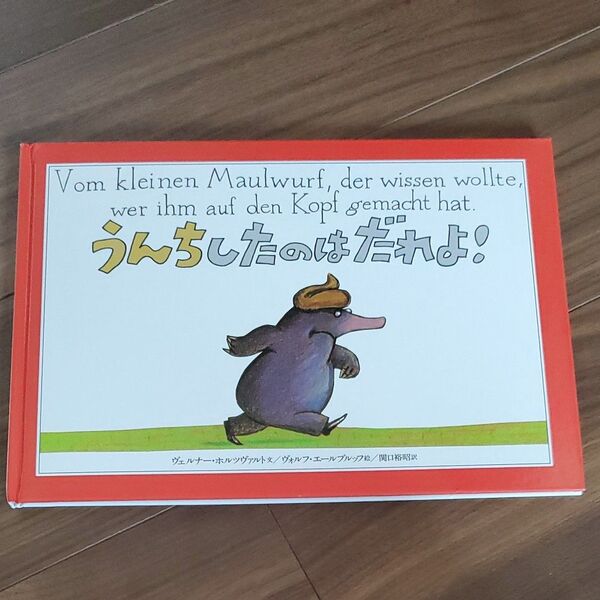 Vom kleinen Maulwurf, der wissen wollte,
wer ihm auf den Kopf gemacht hat.
うんちしたのはだれよ!
ヴェルナー・ホルツヴァルト文/ヴォルフ・エールブルッフ絵/関口裕昭訳